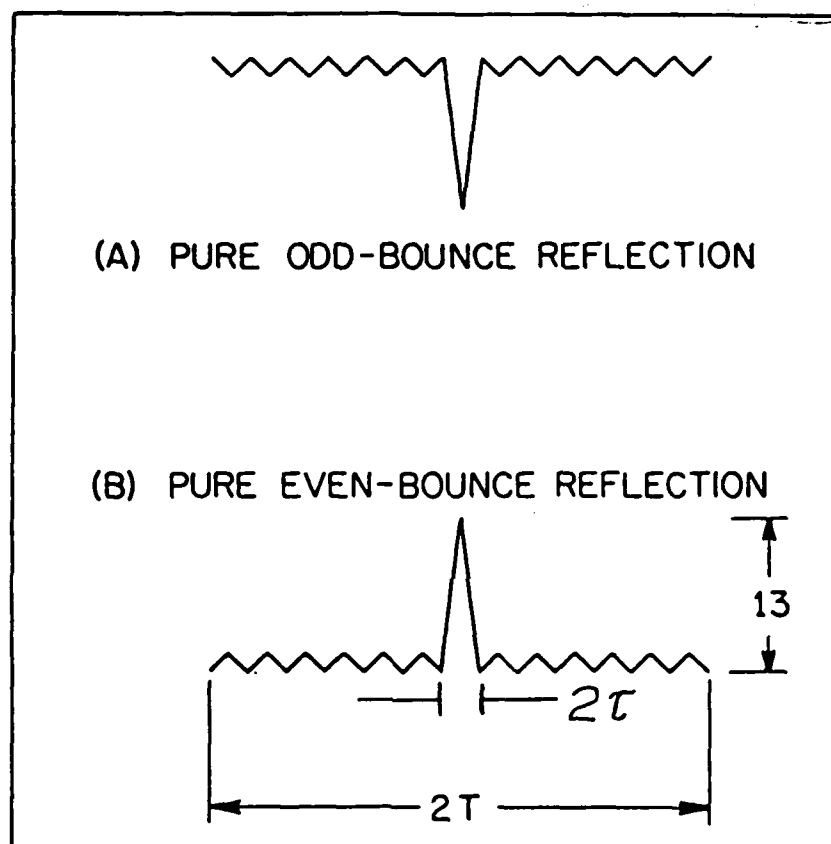 (A) PURE ODD-BOUNCE REFLECTION
(B) PURE EVEN-BOUNCE REFLECTION
13
2τ
2T